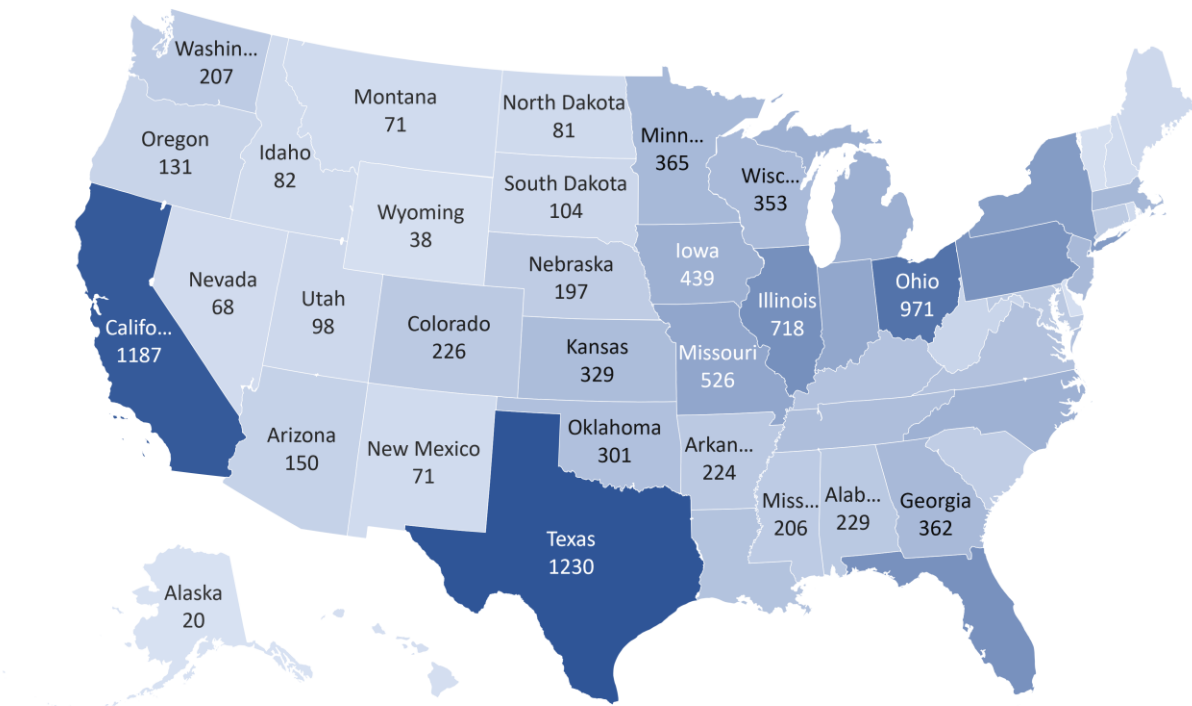 Washin...
207
Montana
71
North Dakota
81
Minn...
365
Oregon
131
Idaho
82
Wisc...
353
South Dakota
104
Wyoming
38
Iowa
439
Nebraska
197
Nevada
68
Utah
98
Ohio
971
Illinois
718
Califo...
1187
Colorado
226
Kansas
329
Missouri
526
Arizona
150
New Mexico
71
Oklahoma
301
Arkan...
224
Miss...
206
Alab...
229
Georgia
362
Texas
1230
Alaska
20